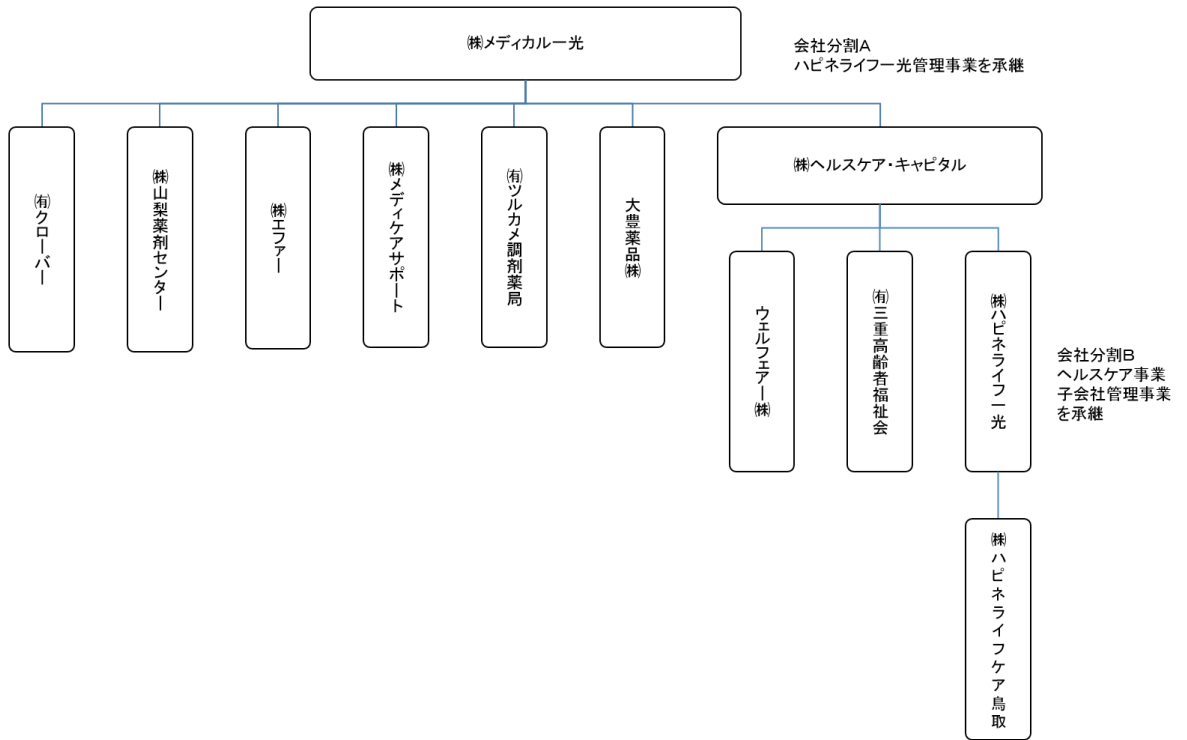 ㈱メディカル一光
会社分割A
ハピネライフ一光管理事業を承継
㈲クローバー
㈱山梨薬剤センター
㈱エファー
㈱メディケアサポート
㈲ツルカメ調剤薬局
大豊薬品㈱
㈱ヘルスケア・キャピタル
ウェルフェアー㈱
㈲三重高齢者福祉会
㈱ハピネライフ一光
会社分割B
ヘルスケア事業
子会社管理事業
を承継
㈱ハピネライフケア鳥取